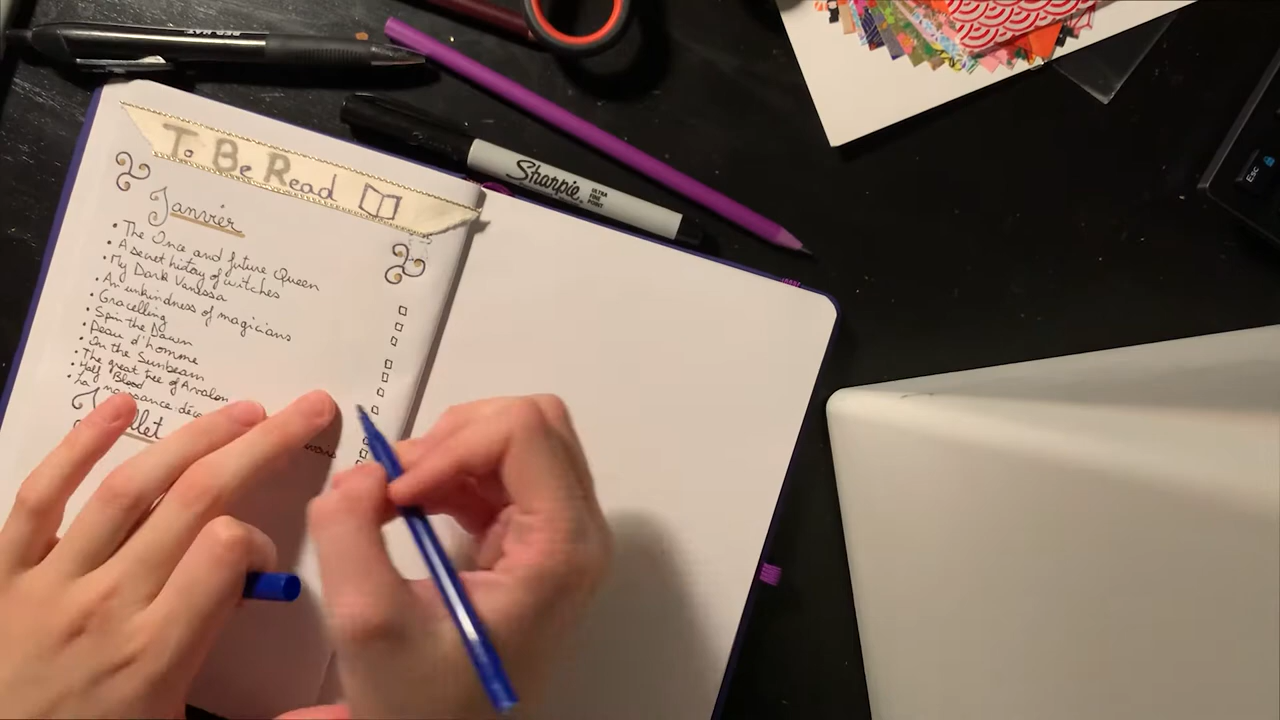 To Be Read
Janvier
• The Once and future Queen
• A secret history of witches
• My Dark Vanessa
• An unkindness of magicians
• Gracelling
• Spin the Dawn
• Peau d'homme
• On the Sunbeam
• The great tree of Avalon
• Half Blood
Sharpie
ULTRA
FINE
POINT
Esc